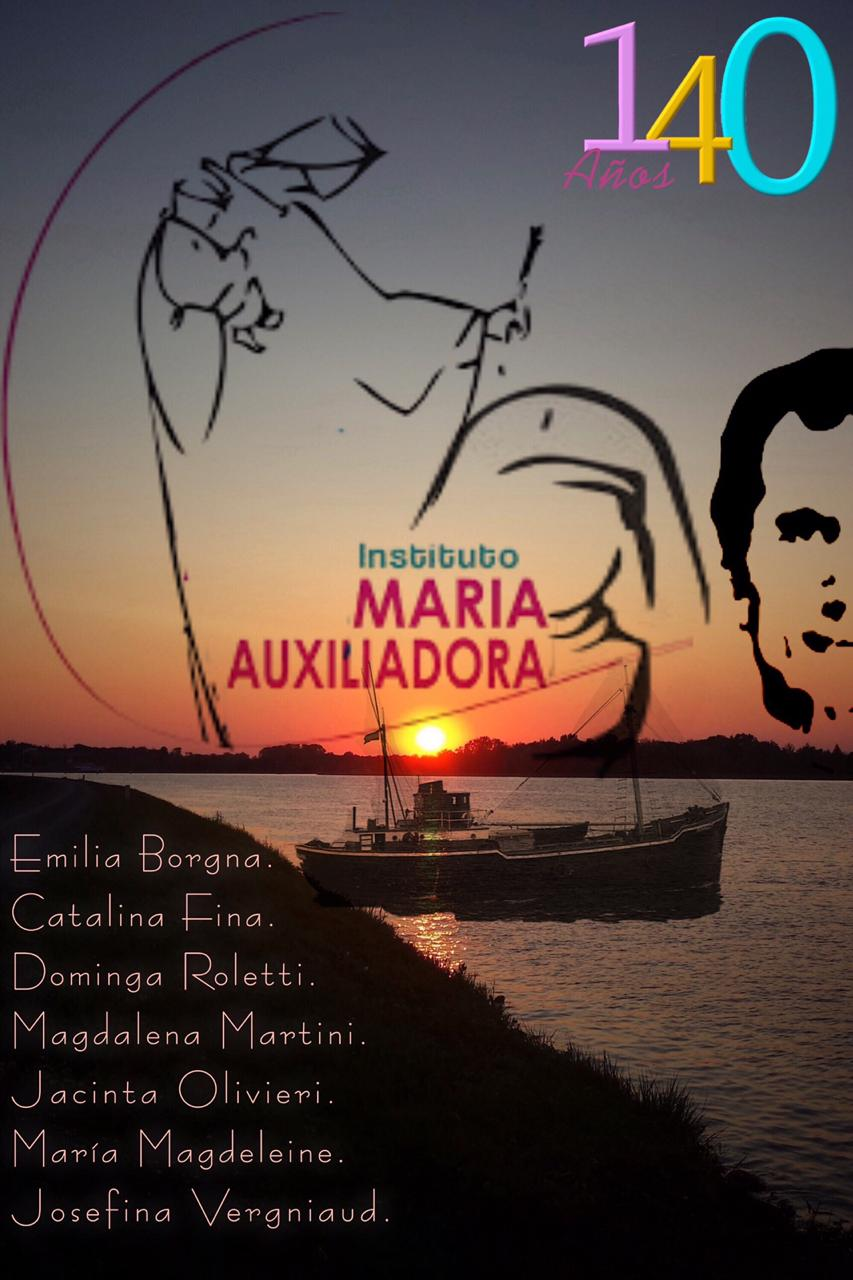 140
Años
Instituto
MARIA
AUXILIADORA
Emilia Borgna.
Catalina Fina.
Dominga Roletti.
Magdalena Martini.
Jacinta Olivieri.
María Magdeleine.
Josefina Vergniaud.